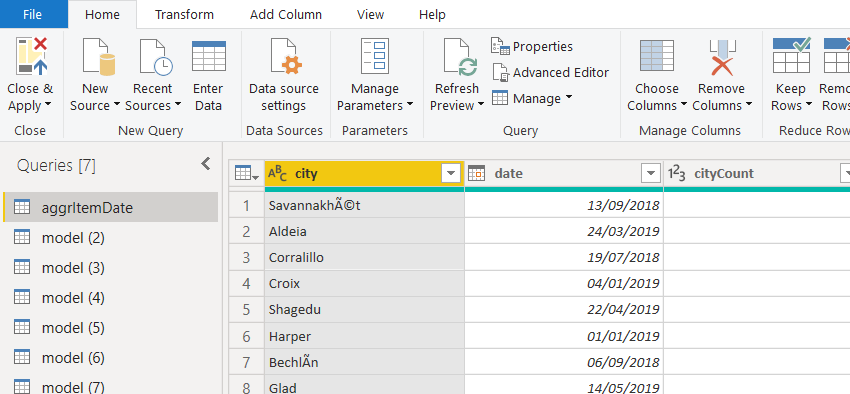 File Home Transform Add Column View Help
Close & Apply New Source Recent Sources Enter Data Data source settings Manage Parameters Refresh Preview Properties Advanced Editor Manage Choose Columns Remove Columns Keep Rows
Close New Query Data Sources Parameters Query Manage Columns Reduce Row
Queries [7]
aggrItemDate
model (2)
model (3)
model (4)
model (5)
model (6)
model (7)
ABC city date 123 cityCount
1 SavannakhÃ©t 13/09/2018
2 Aldeia 24/03/2019
3 Corralillo 19/07/2018
4 Croix 04/01/2019
5 Shagedu 22/04/2019
6 Harper 01/01/2019
7 BechlÃn 06/09/2018
8 Glad 14/05/2019